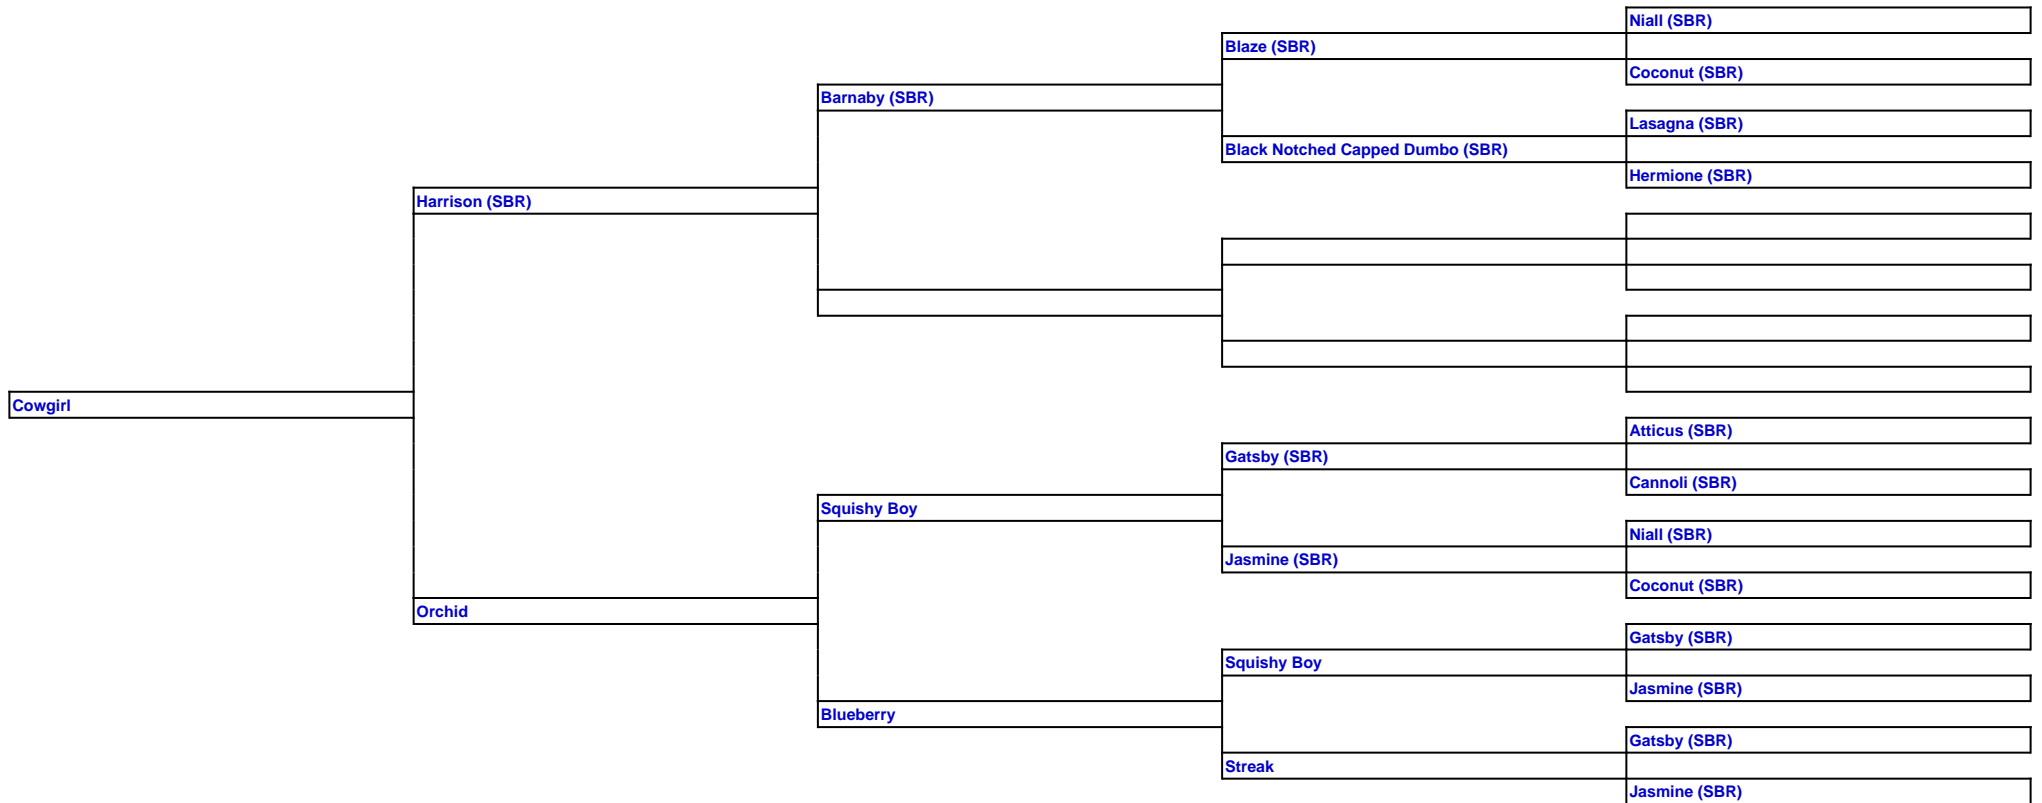 Niall (SBR)
Blaze (SBR)
Coconut (SBR)
Barnaby (SBR)
Lasagna (SBR)
Black Notched Capped Dumbo (SBR)
Hermione (SBR)
Harrison (SBR)
Cowgirl
Atticus (SBR)
Gatsby (SBR)
Cannoli (SBR)
Squishy Boy
Niall (SBR)
Jasmine (SBR)
Coconut (SBR)
Orchid
Gatsby (SBR)
Squishy Boy
Jasmine (SBR)
Blueberry
Gatsby (SBR)
Streak
Jasmine (SBR)